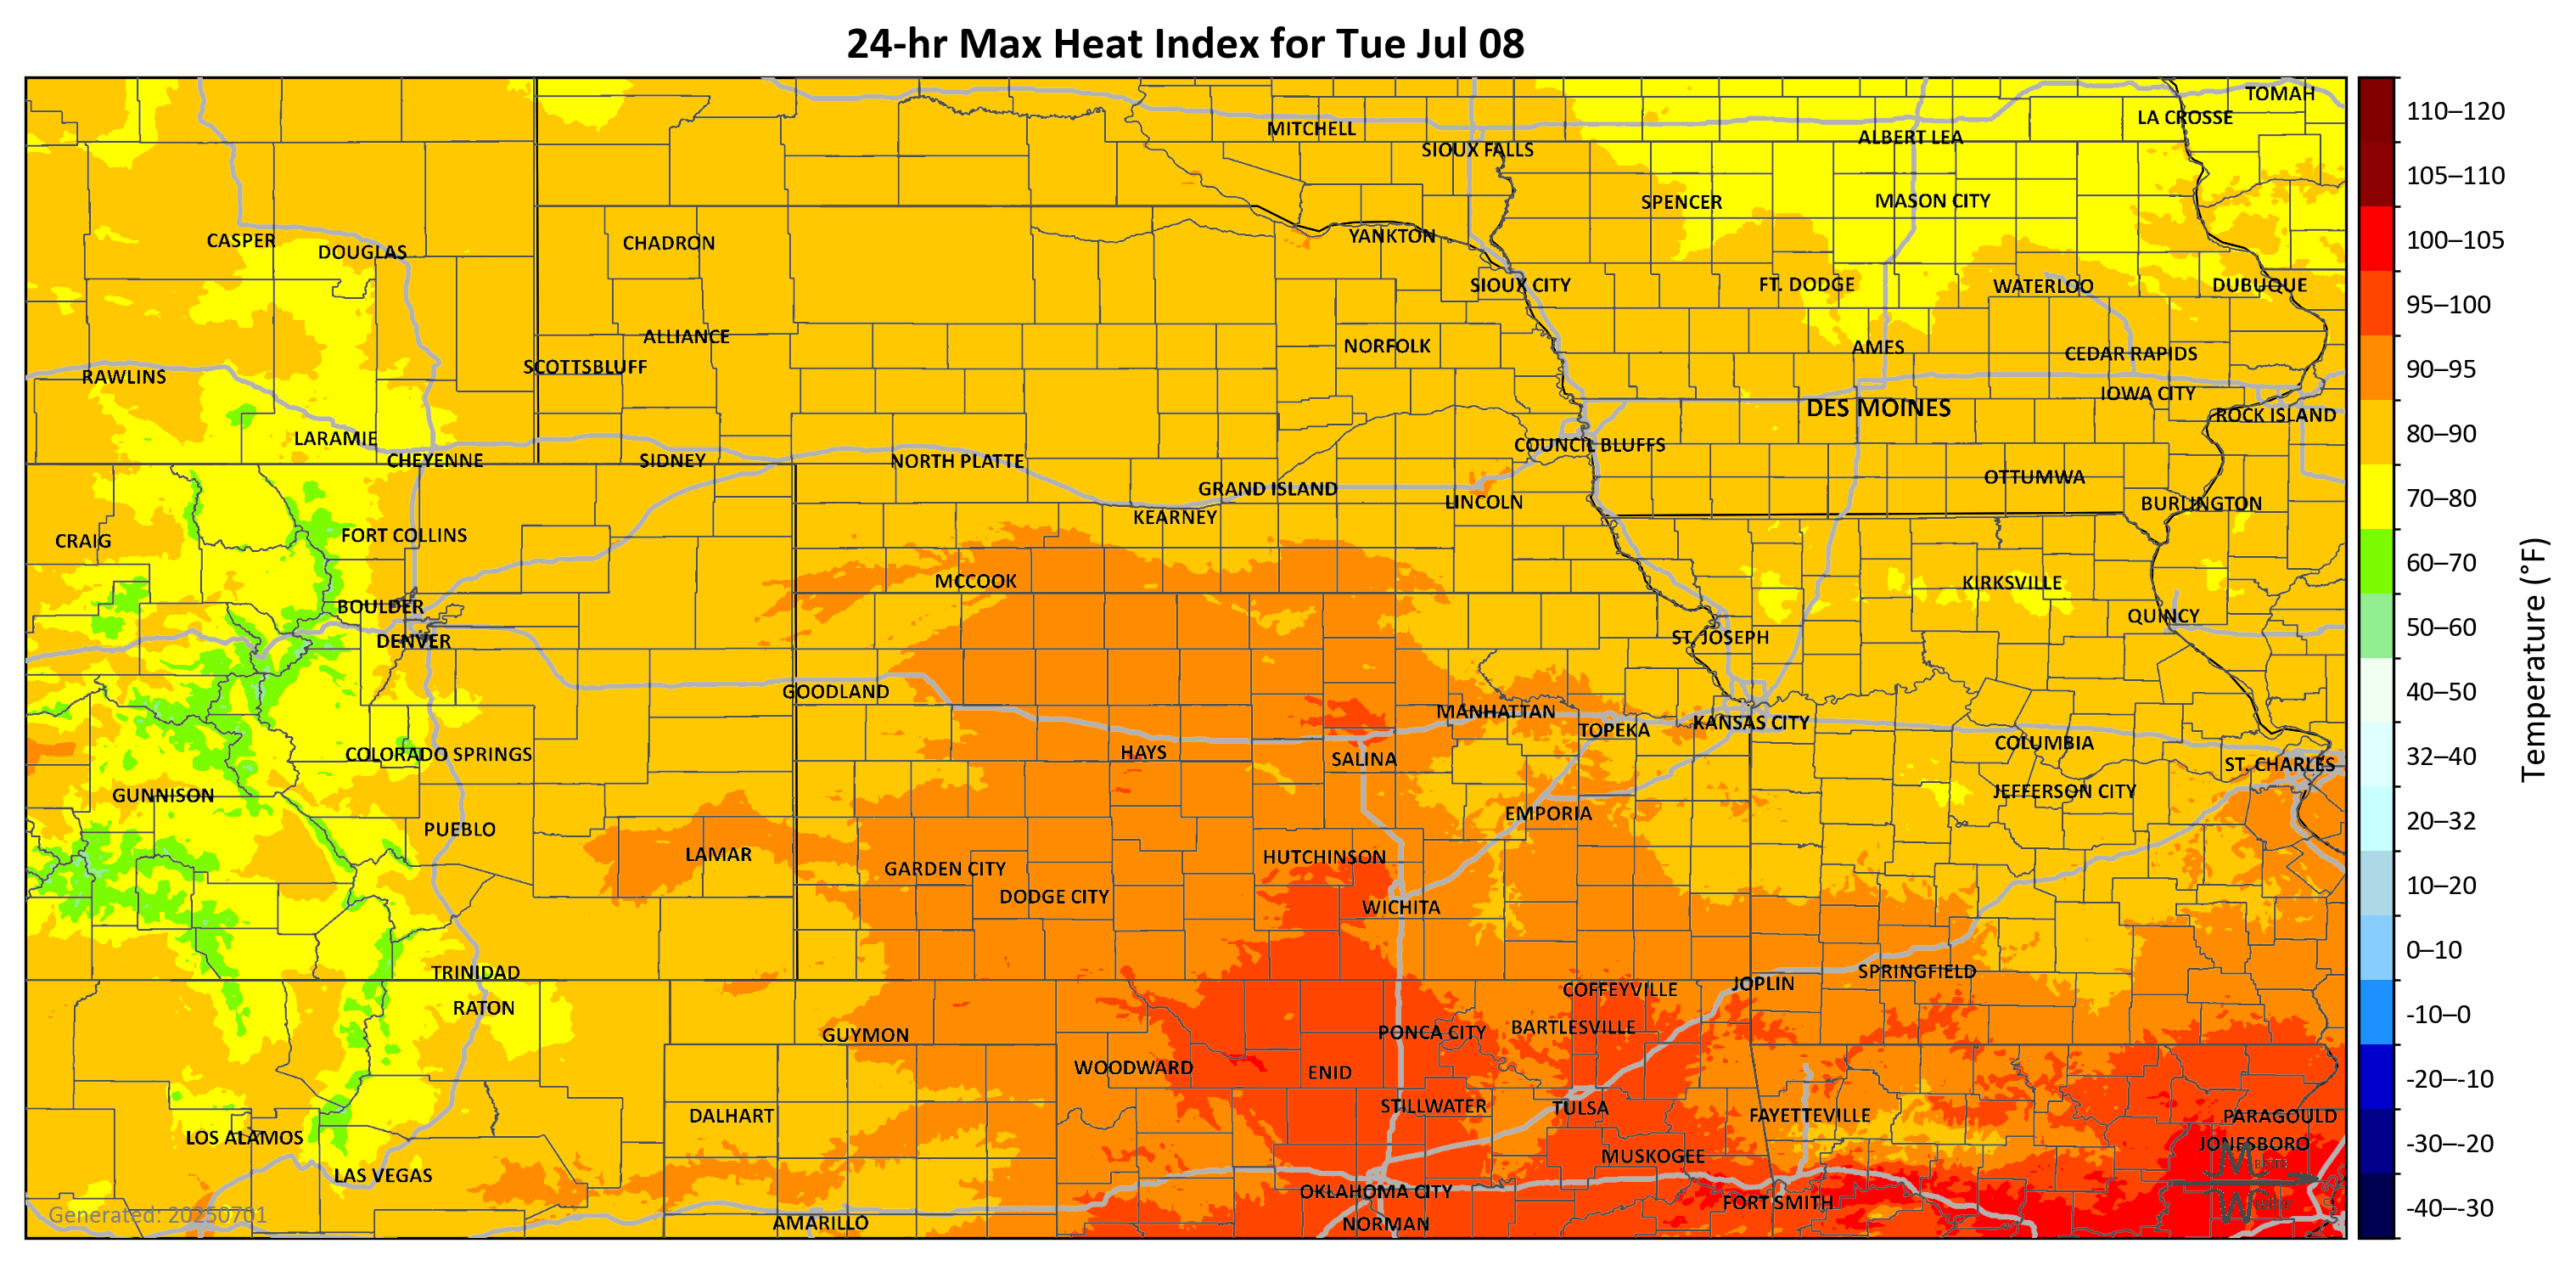 24-hr Max Heat Index for Tue Jul 08
TOMAH
LA CROSSE
MITCHELL
ALBERT LEA
SIOUX FALLS
SPENCER
MASON CITY
CASPER
DOUGLAS
CHADRON
YANKTON
SIOUX CITY
FT. DODGE
WATERLOO
DUBUQUE
ALLIANCE
NORFOLK
AMES
CEDAR RAPIDS
SCOTTSBLUFF
RAWLINS
IOWA CITY
DES MOINES
ROCK ISLAND
LARAMIE
COUNCIL BLUFFS
CHEYENNE
SIDNEY
NORTH PLATTE
OTTUMWA
GRAND ISLAND
LINCOLN
BURLINGTON
KEARNEY
FORT COLLINS
CRAIG
MCCOOK
KIRKSVILLE
BOULDER
QUINCY
DENVER
ST. JOSEPH
GOODLAND
MANHATTAN
KANSAS CITY
TOPEKA
COLUMBIA
HAYS
COLORADO SPRINGS
SALINA
ST. CHARLES
GUNNISON
JEFFERSON CITY
EMPORIA
PUEBLO
LAMAR
HUTCHINSON
GARDEN CITY
DODGE CITY
WICHITA
TRINIDAD
SPRINGFIELD
JOPLIN
COFFEYVILLE
RATON
BARTLESVILLE
PONCA CITY
GUYMON
WOODWARD
ENID
STILLWATER
TULSA
DALHART
FAYETTEVILLE
PARAGOULD
LOS ALAMOS
JONESBORO
MUSKOGEE
LAS VEGAS
OKLAHOMA CITY
FORT SMITH
AMARILLO
NORMAN
Generated: 20250701
110–120
105–110
100–105
95–100
90–95
80–90
70–80
60–70
50–60
40–50
32–40
20–32
10–20
0–10
-10–0
-20–-10
-30–-20
-40–-30
Temperature (°F)